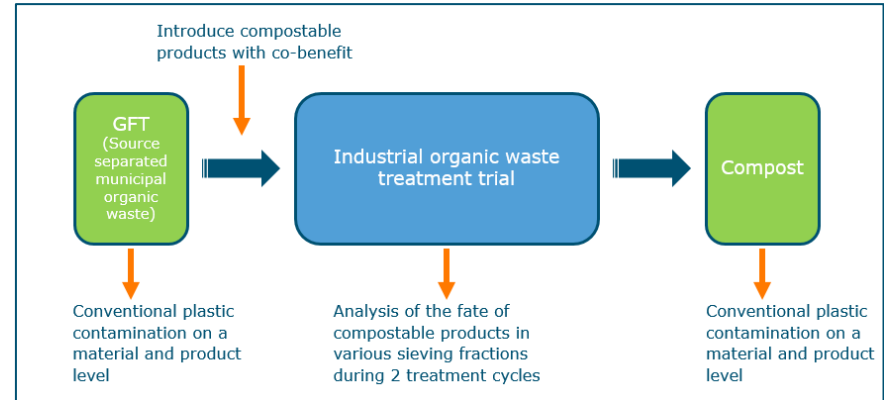 Introduce compostable
products with co-benefit
GFT
(Source
separated
municipal
organic
waste)
Industrial organic waste
treatment trial
Compost
Conventional plastic
contamination on a
material and product
level
Analysis of the fate of
compostable products in
various sieving fractions
during 2 treatment cycles
Conventional plastic
contamination on a
material and product
level